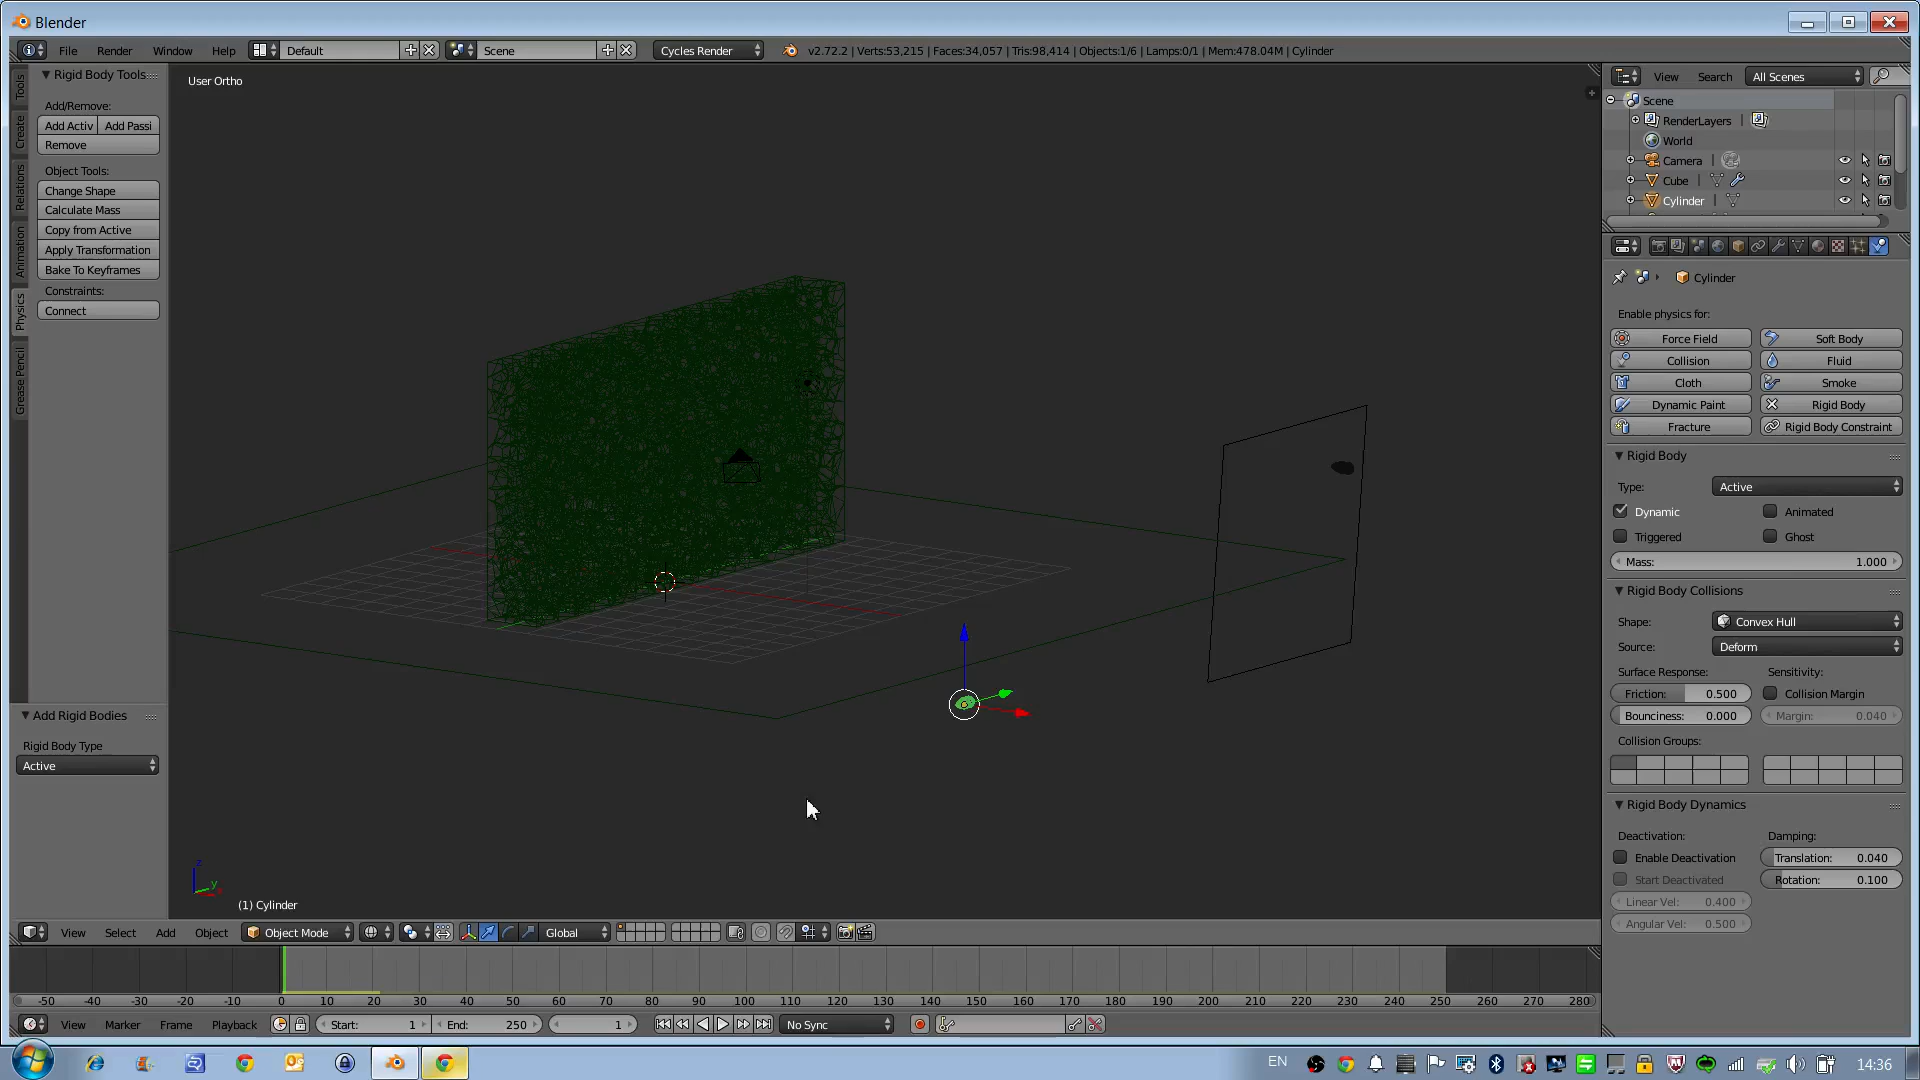 Blender
File Render Window Help Default Scene Cycles Render v2.72.2 | Verts:53,215 | Faces:34,057 | Tris:98,414 | Objects:1/6 | Lamps:0/1 | Mem:478.04M | Cylinder
Tools
Create
Relations
Animation
Physics
Grease Pencil
Rigid Body Tools
Add/Remove:
Add Activ Add Passi
Remove
Object Tools:
Change Shape
Calculate Mass
Copy from Active
Apply Transformation
Bake To Keyframes
Constraints:
Connect
Add Rigid Bodies
Rigid Body Type
Active
User Ortho
z
y
(1) Cylinder
View Select Add Object Object Mode Global
-50 -40 -30 -20 -10 0 10 20 30 40 50 60 70 80 90 100 110 120 130 140 150 160 170 180 190 200 210 220 230 240 250 260 270 280
View Marker Frame Playback Start: 1 End: 250 1 No Sync
View Search All Scenes
Scene
RenderLayers |
World
Camera |
Cube |
Cylinder |
Cylinder
Enable physics for:
Force Field Soft Body
Collision Fluid
Cloth Smoke
Dynamic Paint Rigid Body
Fracture Rigid Body Constraint
Rigid Body
Type: Active
Dynamic Animated
Triggered Ghost
Mass: 1.000
Rigid Body Collisions
Shape: Convex Hull
Source: Deform
Surface Response: Sensitivity:
Friction: 0.500 Collision Margin
Bounciness: 0.000 Margin: 0.040
Collision Groups:
Rigid Body Dynamics
Deactivation: Damping:
Enable Deactivation Translation: 0.040
Start Deactivated Rotation: 0.100
Linear Vel: 0.400
Angular Vel: 0.500
EN 14:36